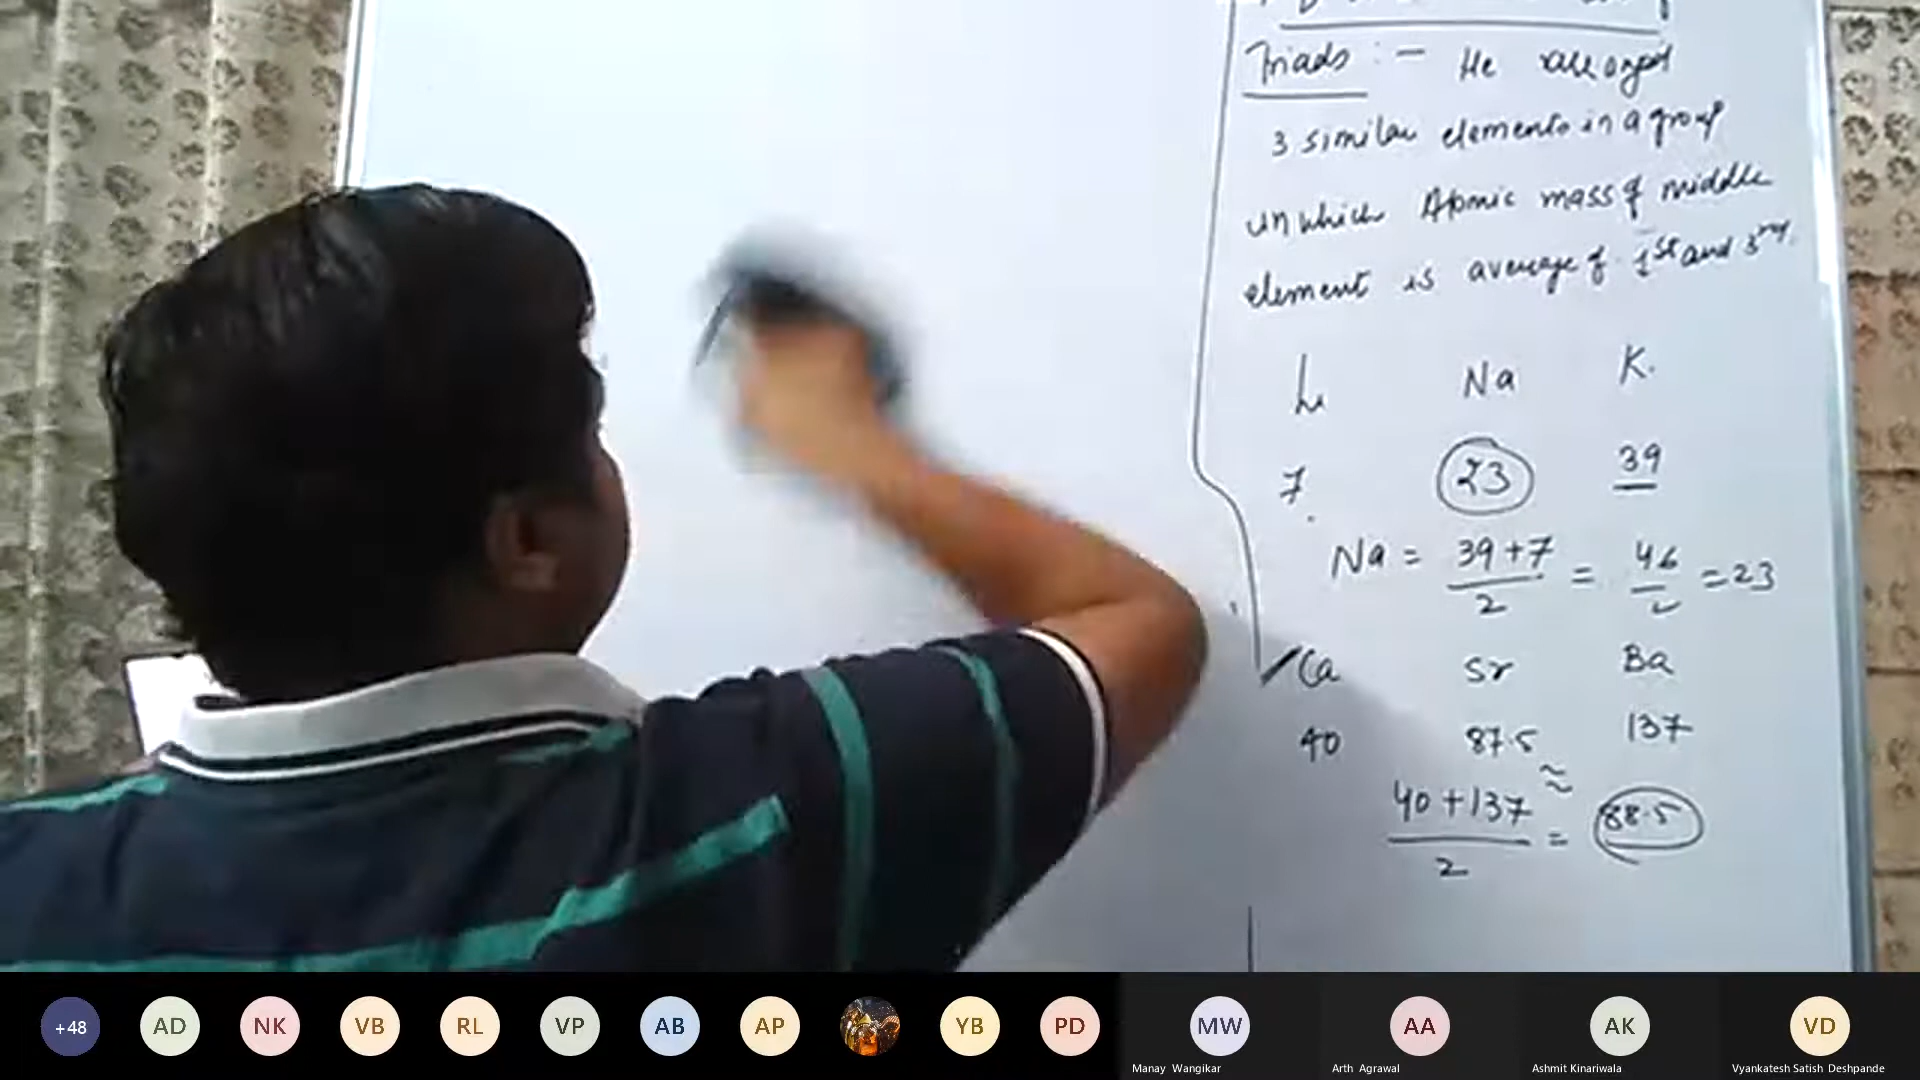 Triads :- He arranged
3 similar elements in a group
in which Atomic mass of middle
element is average of 1st and 3rd.
Li Na K.
7. 23 39
Na = 39+7/2 = 46/2 = 23
Ca Sr Ba
40 87.5 137
≈
40+137/2 = 88.5
+48 AD NK VB RL VP AB AP YB PD MW AA AK VD
Manay Wangikar Arth Agrawal Ashmit Kinariwala Vyankatesh Satish Deshpande